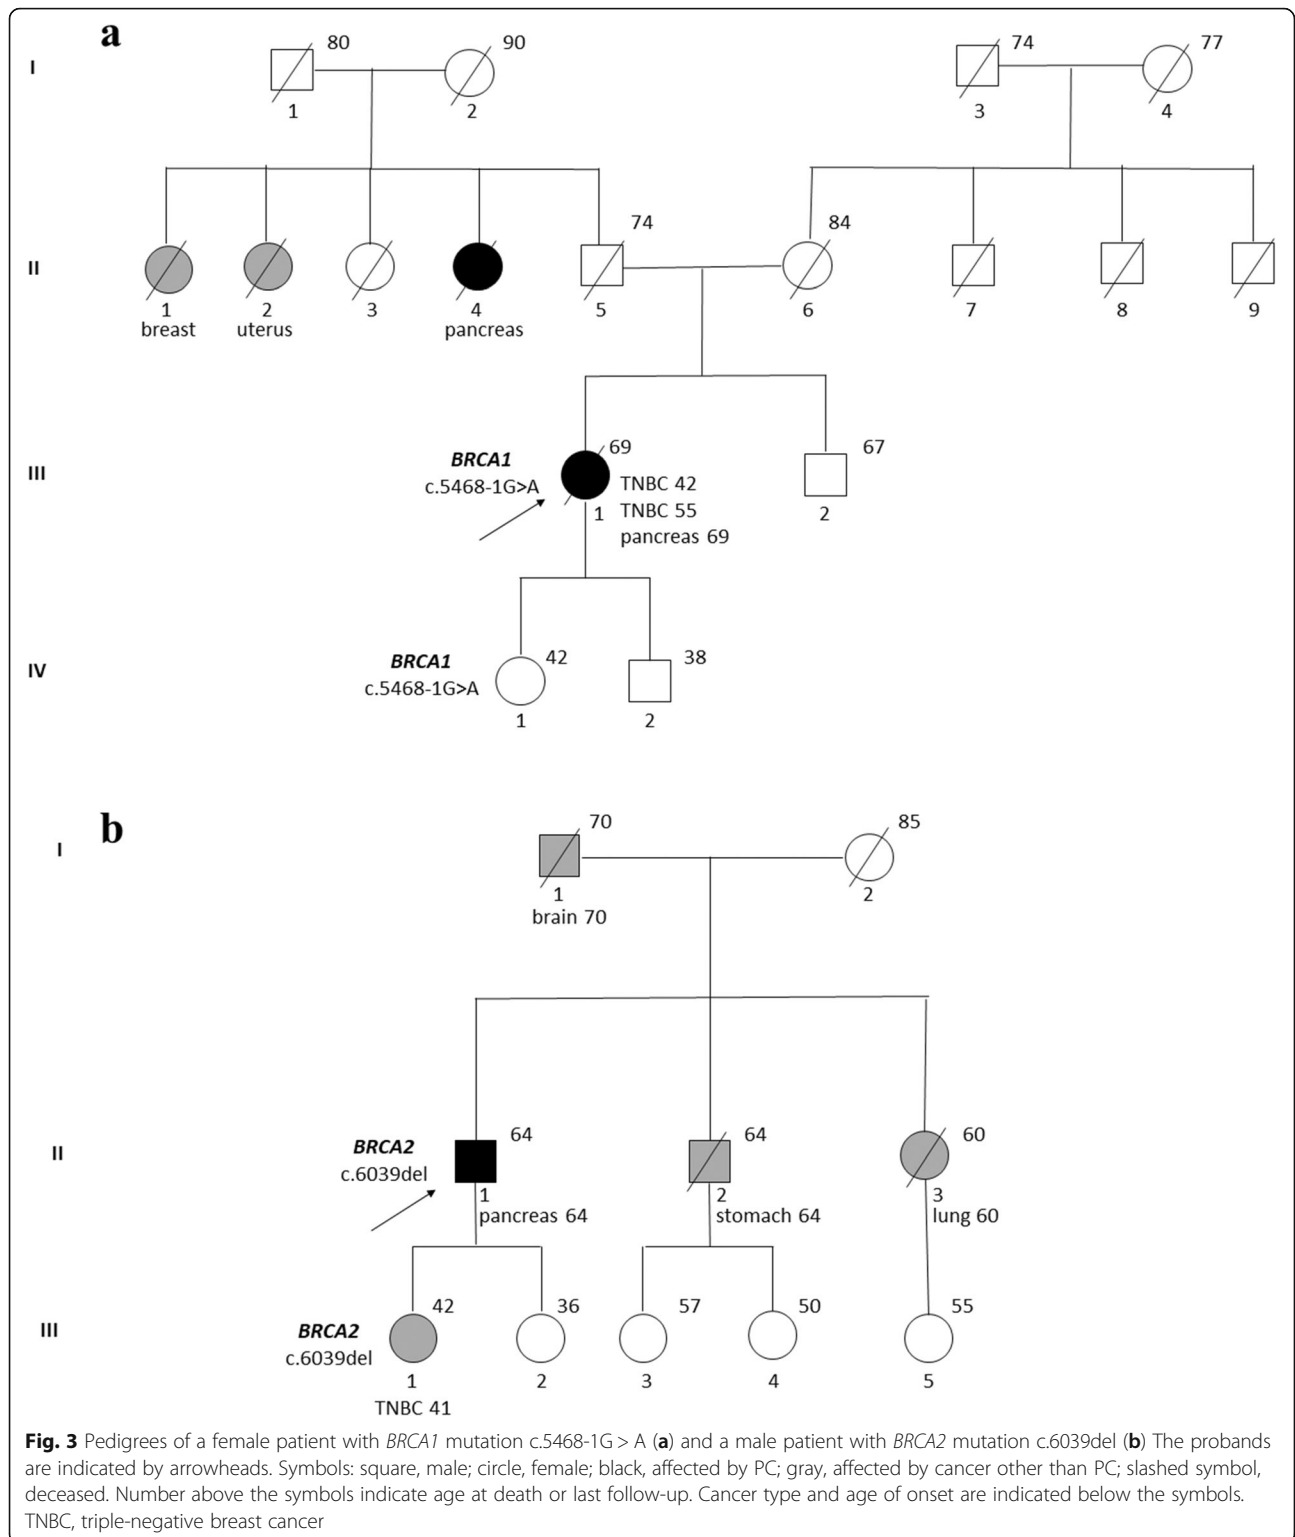 a
80 90 74 77
I
1 2 3 4
74 84
II
1 2 3 4 5 6 7 8 9
breast uterus pancreas
69 67
BRCA1
III
c.5468-1G>A
TNBC 42
1 2
TNBC 55
pancreas 69
42 38
BRCA1
IV
c.5468-1G>A
1 2
b
70 85
I
1 2
brain 70
64 64 60
BRCA2
II
c.6039del
1 2 3
pancreas 64 stomach 64 lung 60
42 36 57 50 55
BRCA2
III
c.6039del
1 2 3 4 5
TNBC 41
Fig. 3 Pedigrees of a female patient with BRCA1 mutation c.5468-1G > A (a) and a male patient with BRCA2 mutation c.6039del (b) The probands
are indicated by arrowheads. Symbols: square, male; circle, female; black, affected by PC; gray, affected by cancer other than PC; slashed symbol,
deceased. Number above the symbols indicate age at death or last follow-up. Cancer type and age of onset are indicated below the symbols.
TNBC, triple-negative breast cancer